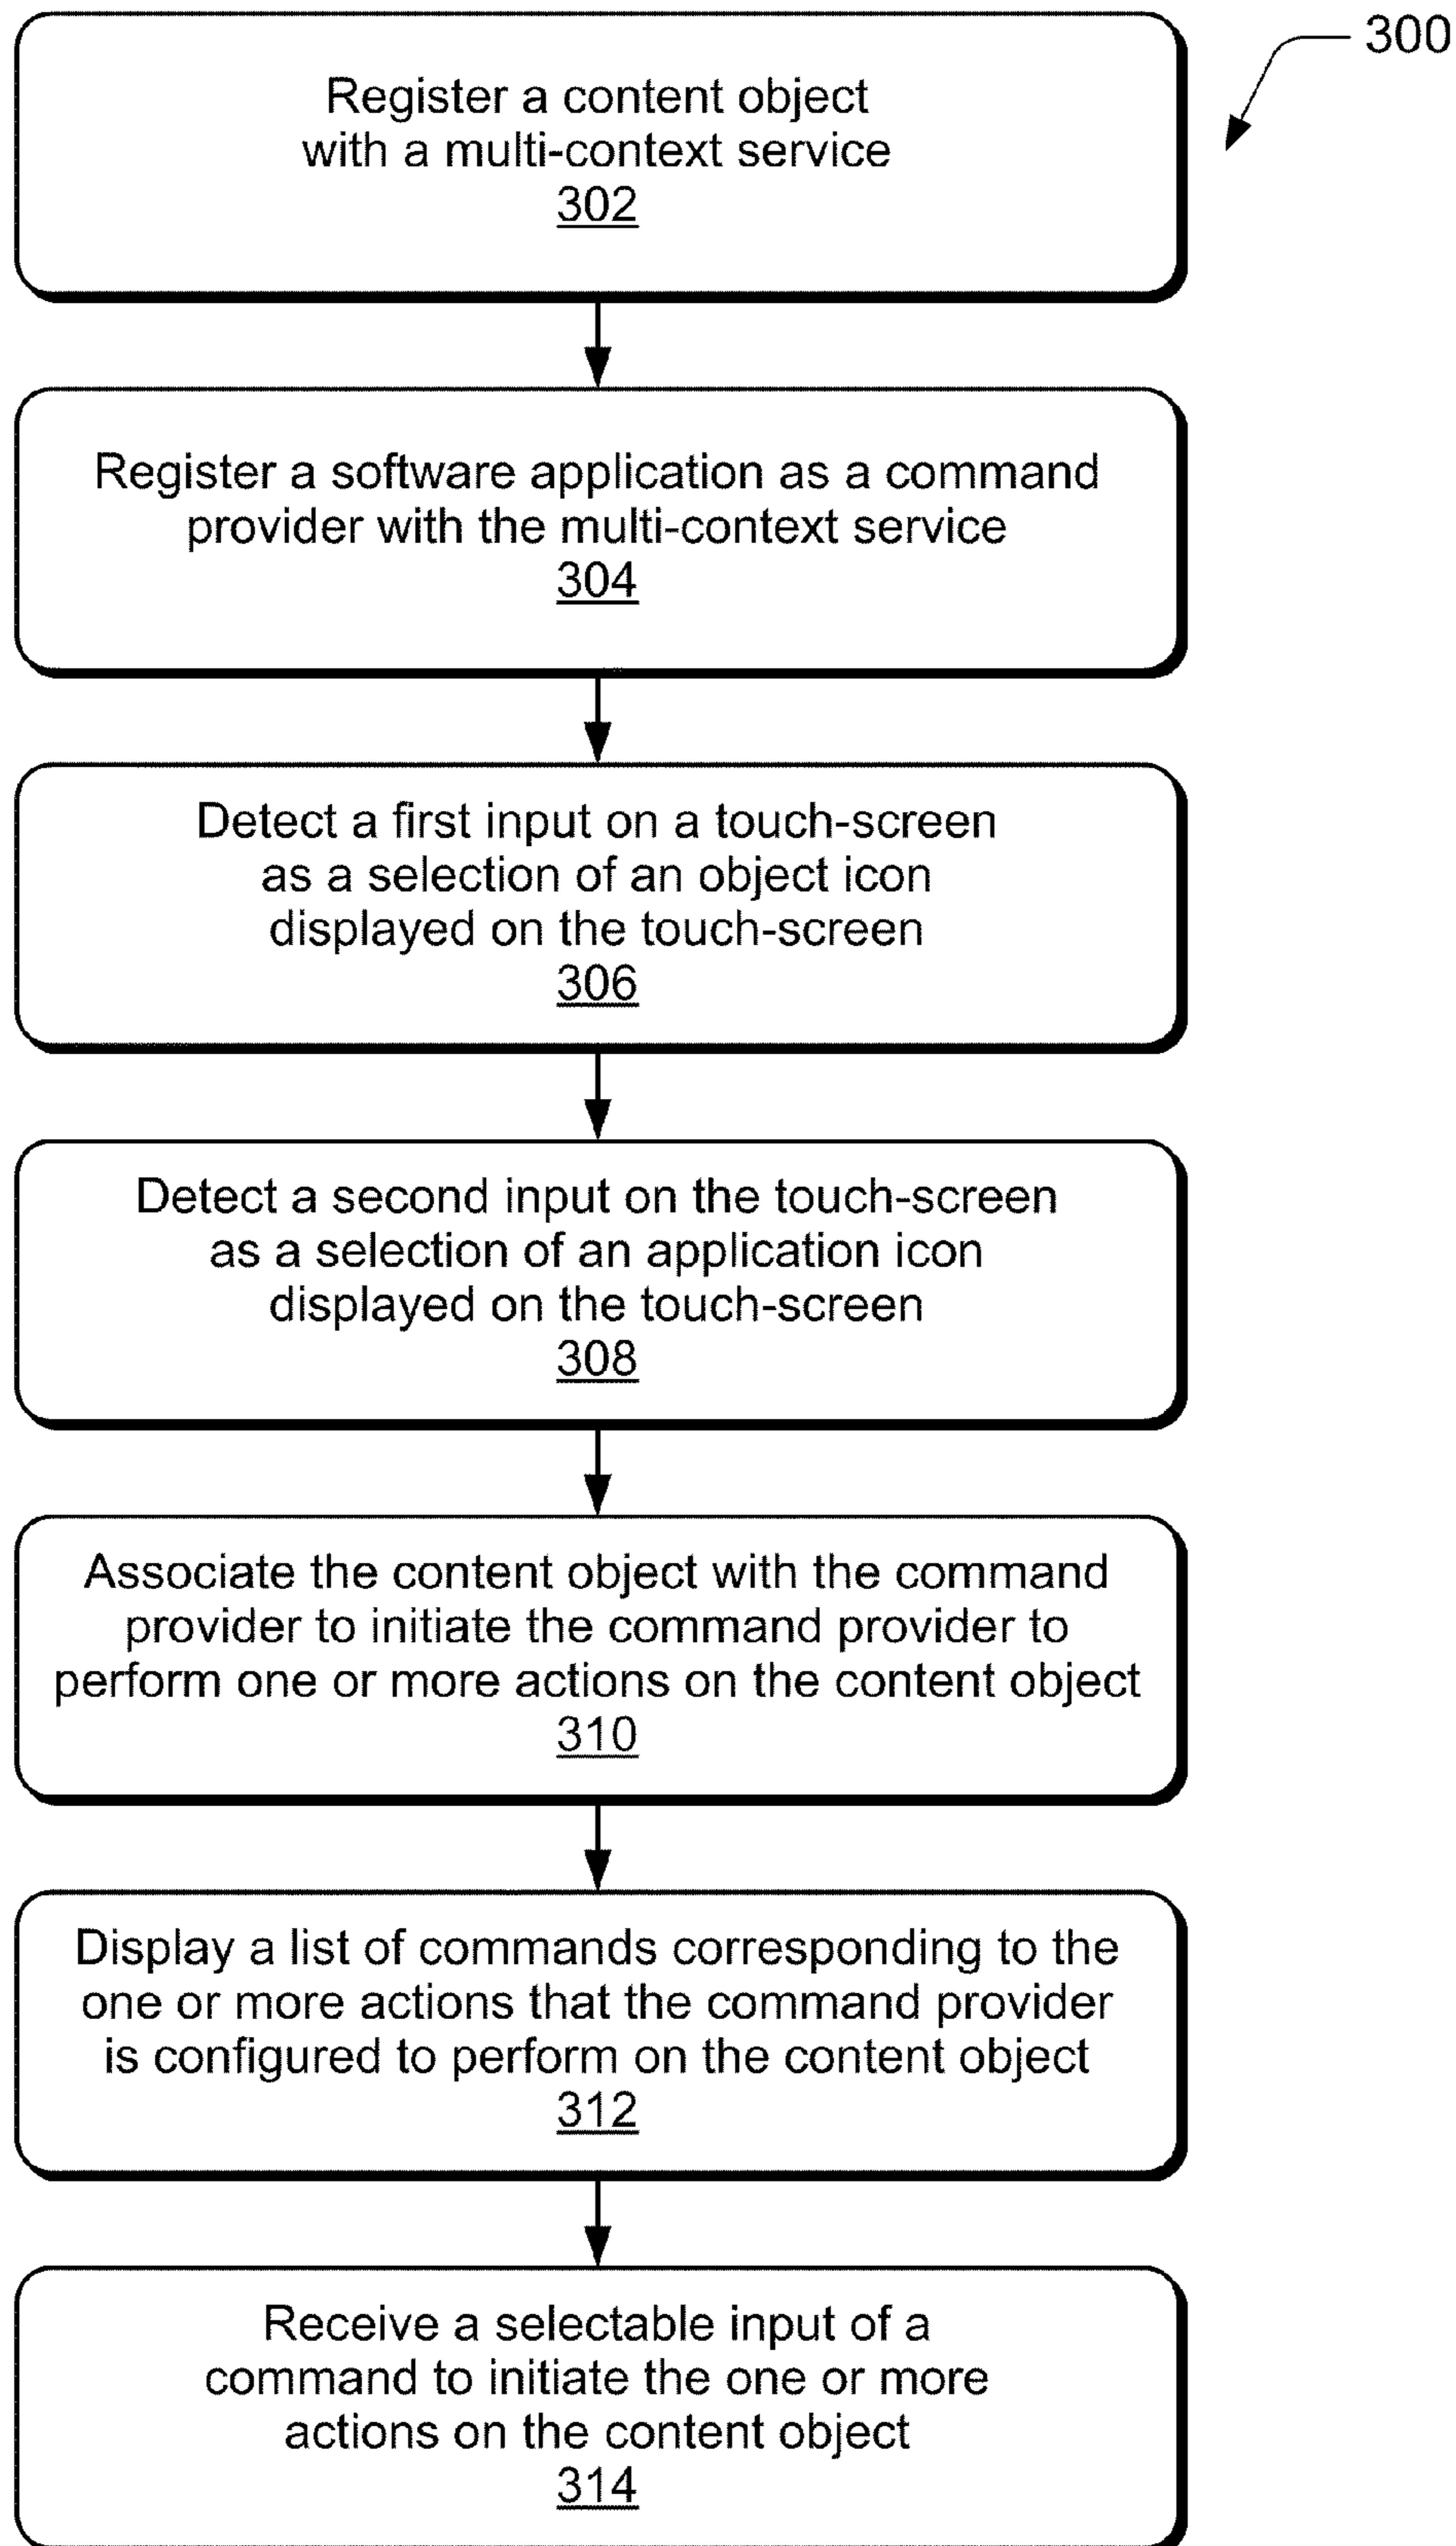 300
Register a content object
with a multi-context service
302
Register a software application as a command
provider with the multi-context service
304
Detect a first input on a touch-screen
as a selection of an object icon
displayed on the touch-screen
306
Detect a second input on the touch-screen
as a selection of an application icon
displayed on the touch-screen
308
Associate the content object with the command
provider to initiate the command provider to
perform one or more actions on the content object
310
Display a list of commands corresponding to the
one or more actions that the command provider
is configured to perform on the content object
312
Receive a selectable input of a
command to initiate the one or more
actions on the content object
314